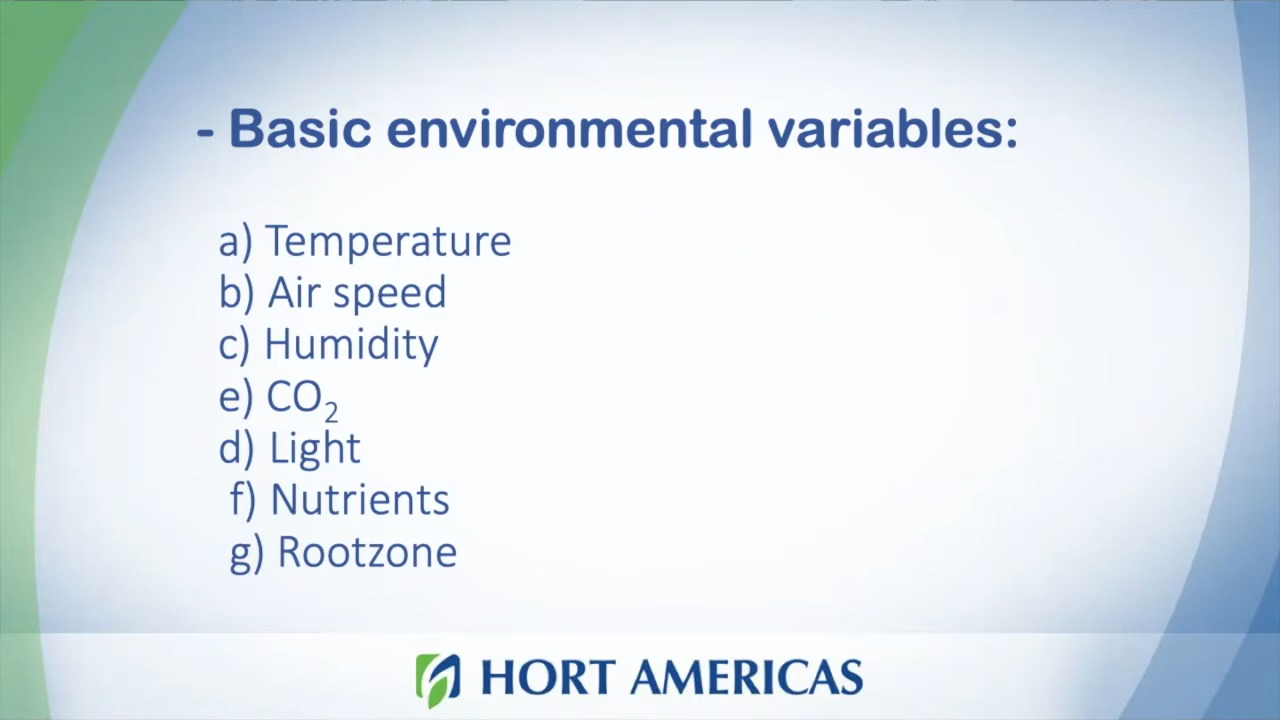 - Basic environmental variables:
a) Temperature
b) Air speed
c) Humidity
e) CO₂
d) Light
f) Nutrients
g) Rootzone
HORT AMERICAS